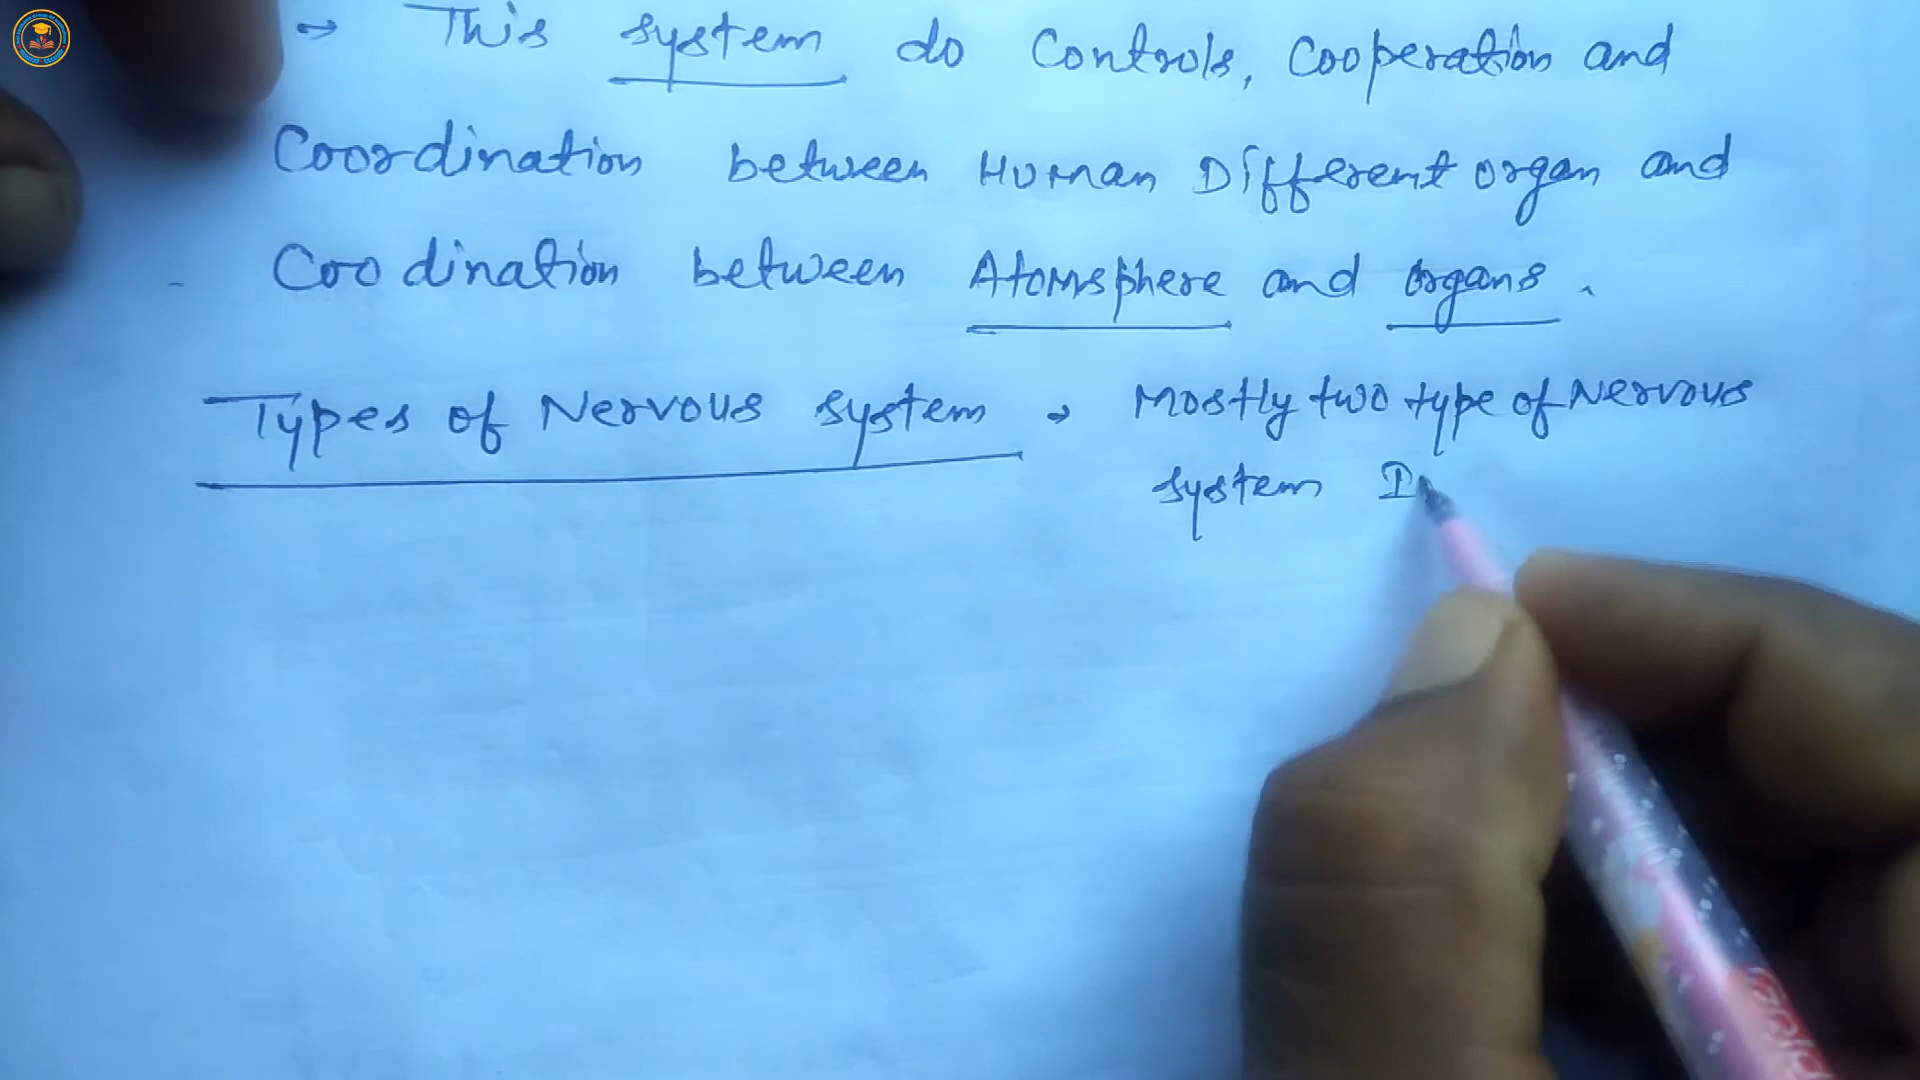 → This system do Controls, Cooperation and
Coordination between Human Different organ and
Coodination between Atomsphere and organs.
Types of Nervous system → Mostly two type of Nervous
system